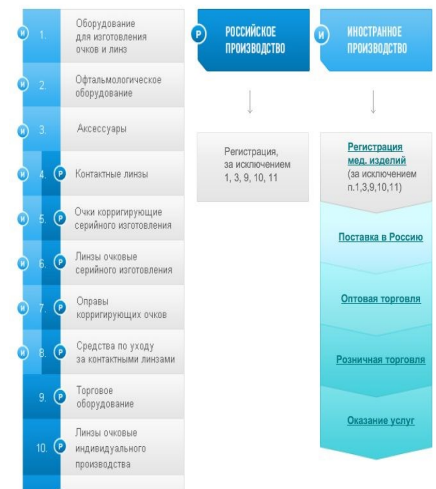 И 1. Оборудование
для изготовления
очков и линз
И 2. Офтальмологическое
оборудование
И 3. Аксессуары
И 4. Р Контактные линзы
И 5. Р Очки корригирующие
серийного изготовления
И 6. Р Линзы очковые
серийного изготовления
И 7. Р Оправы
корригирующих очков
И 8. Р Средства по уходу
за контактными линзами
9. Р Торговое
оборудование
10. Р Линзы очковые
индивидуального
производства
Р РОССИЙСКОЕ
ПРОИЗВОДСТВО
Регистрация,
за исключением
1, 3, 9, 10, 11
И ИНОСТРАННОЕ
ПРОИЗВОДСТВО
Регистрация
мед. изделий
(за исключением
п.1,3,9,10,11)
Поставка в Россию
Оптовая торговля
Розничная торговля
Оказание услуг